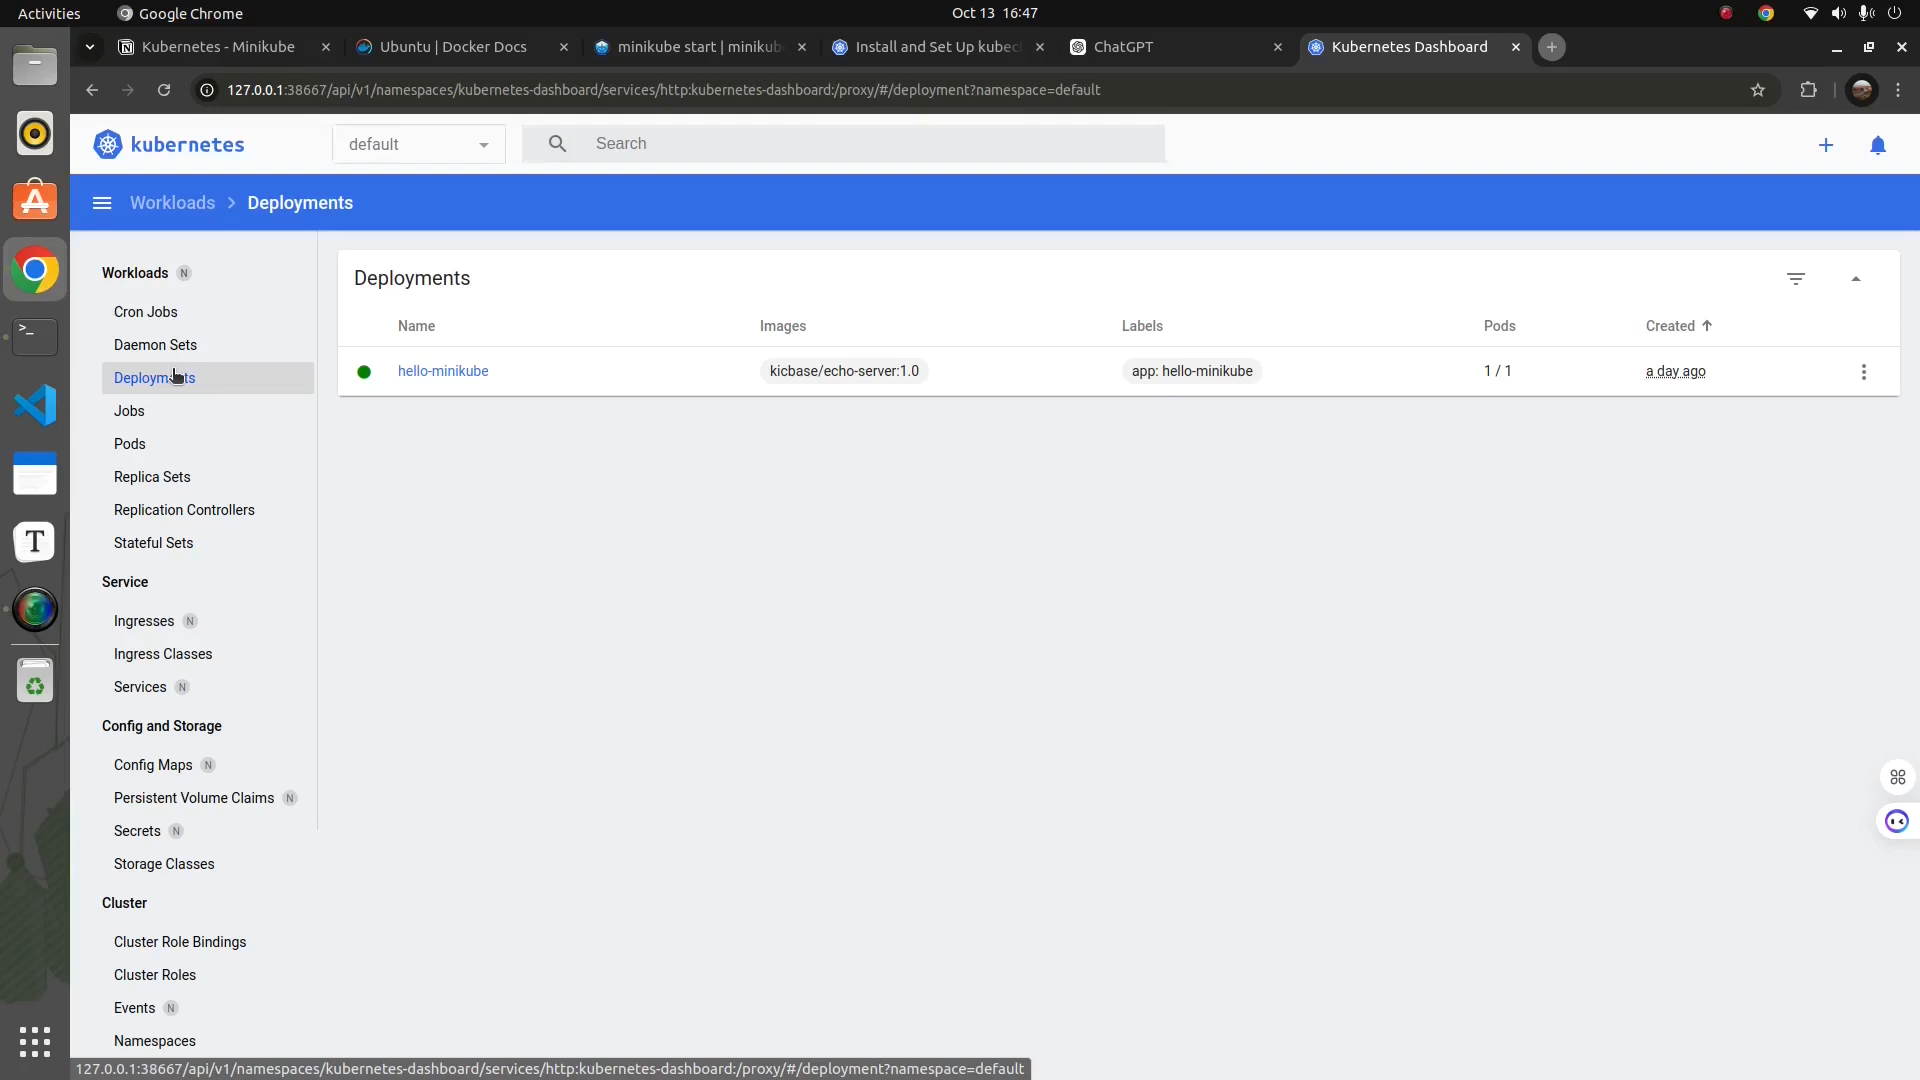 Activities
Google Chrome
Oct 13 16:47
Kubernetes - Minikube
Ubuntu | Docker Docs
minikube start | minikub
Install and Set Up kubec
ChatGPT
Kubernetes Dashboard
127.0.0.1:38667/api/v1/namespaces/kubernetes-dashboard/services/http:kubernetes-dashboard:/proxy/#/deployment?namespace=default
kubernetes
default
Search
Workloads
Deployments
Workloads N
Cron Jobs
Daemon Sets
Deployments
Jobs
Pods
Replica Sets
Replication Controllers
Stateful Sets
Service
Ingresses N
Ingress Classes
Services N
Config and Storage
Config Maps N
Persistent Volume Claims N
Secrets N
Storage Classes
Cluster
Cluster Role Bindings
Cluster Roles
Events N
Namespaces
Deployments
Name Images Labels Pods Created
hello-minikube kicbase/echo-server:1.0 app: hello-minikube 1 / 1 a day ago
127.0.0.1:38667/api/v1/namespaces/kubernetes-dashboard/services/http:kubernetes-dashboard:/proxy/#/deployment?namespace=default